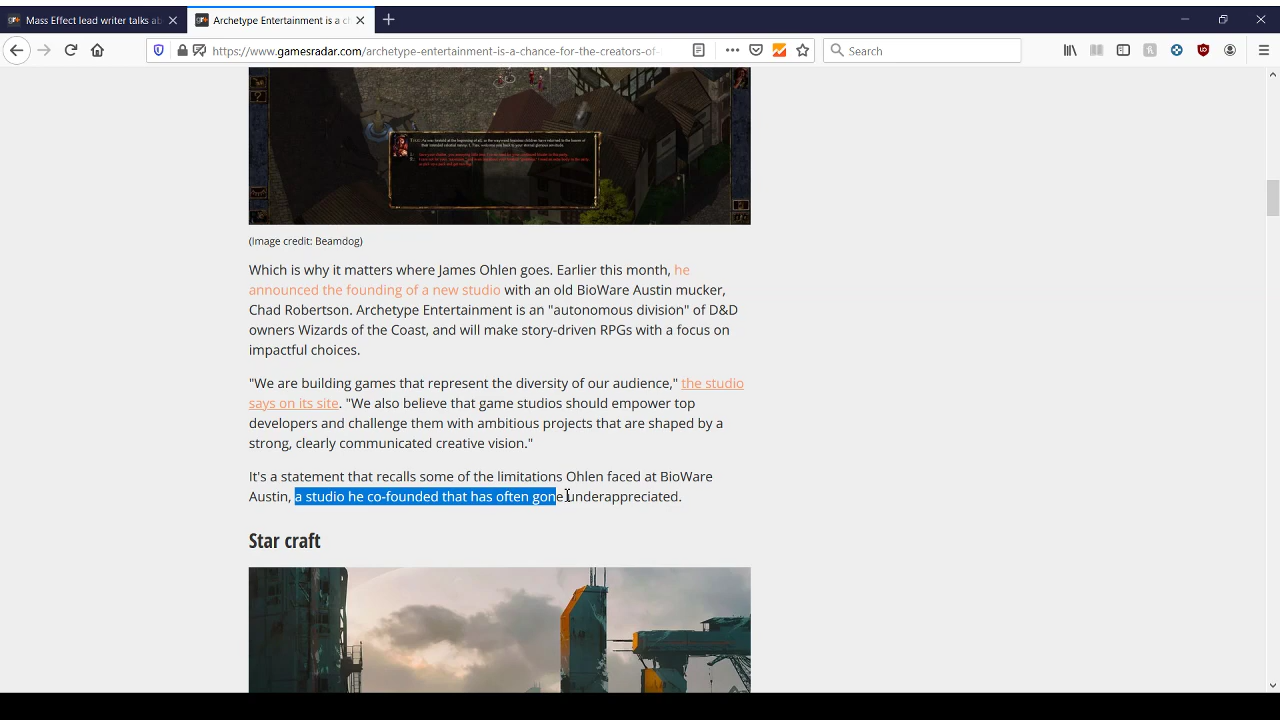 Mass Effect lead writer talks ab
Archetype Entertainment is a c
https://www.gamesradar.com/archetype-entertainment-is-a-chance-for-the-creators-of-
Search
(Image credit: Beamdog)
Which is why it matters where James Ohlen goes. Earlier this month, he
announced the founding of a new studio with an old BioWare Austin mucker,
Chad Robertson. Archetype Entertainment is an "autonomous division" of D&D
owners Wizards of the Coast, and will make story-driven RPGs with a focus on
impactful choices.
"We are building games that represent the diversity of our audience," the studio
says on its site. "We also believe that game studios should empower top
developers and challenge them with ambitious projects that are shaped by a
strong, clearly communicated creative vision."
It's a statement that recalls some of the limitations Ohlen faced at BioWare
Austin, a studio he co-founded that has often gone underappreciated.
Star craft